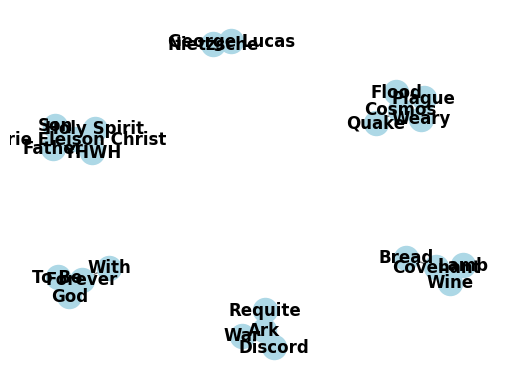 George Lucas
Nietzsche
Flood
Plague
Cosmos
Weary
Quake
Son
Holy Spirit
rie Eleison Christ
Father
YHWH
Bread
Lamb
Covenant
Wine
With
To Be
Forever
God
Requite
Ark
War
Discord